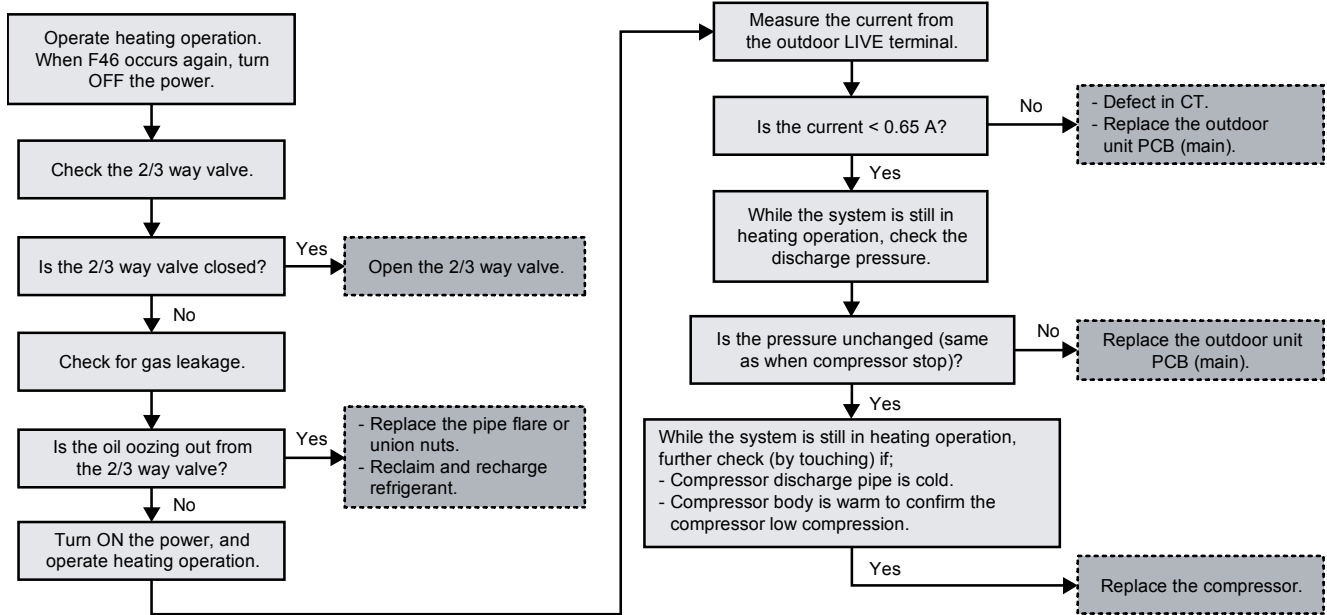 Operate heating operation.
When F46 occurs again, turn
OFF the power.
Check the 2/3 way valve.
Is the 2/3 way valve closed?
Yes
Open the 2/3 way valve.
No
Check for gas leakage.
Is the oil oozing out from
the 2/3 way valve?
Yes
- Replace the pipe flare or
union nuts.
- Reclaim and recharge
refrigerant.
No
Turn ON the power, and
operate heating operation.
Measure the current from
the outdoor LIVE terminal.
Is the current < 0.65 A?
No
- Defect in CT.
- Replace the outdoor
unit PCB (main).
Yes
While the system is still in
heating operation, check the
discharge pressure.
Is the pressure unchanged (same
as when compressor stop)?
No
Replace the outdoor unit
PCB (main).
Yes
While the system is still in heating operation,
further check (by touching) if;
- Compressor discharge pipe is cold.
- Compressor body is warm to confirm the
compressor low compression.
Yes
Replace the compressor.